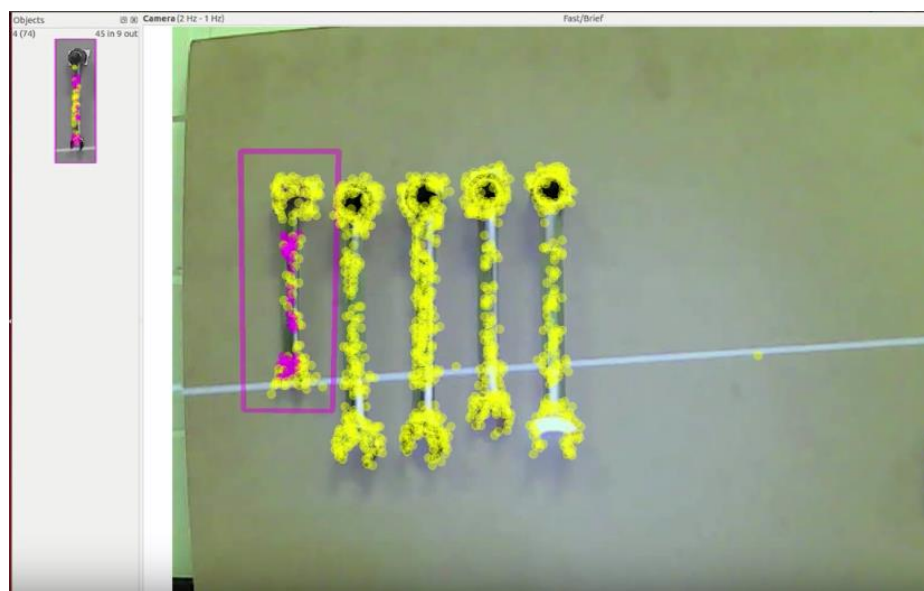 Objects
Camera (2 Hz - 1 Hz)
Fast/Brief
4 (74)
45 in 9 out